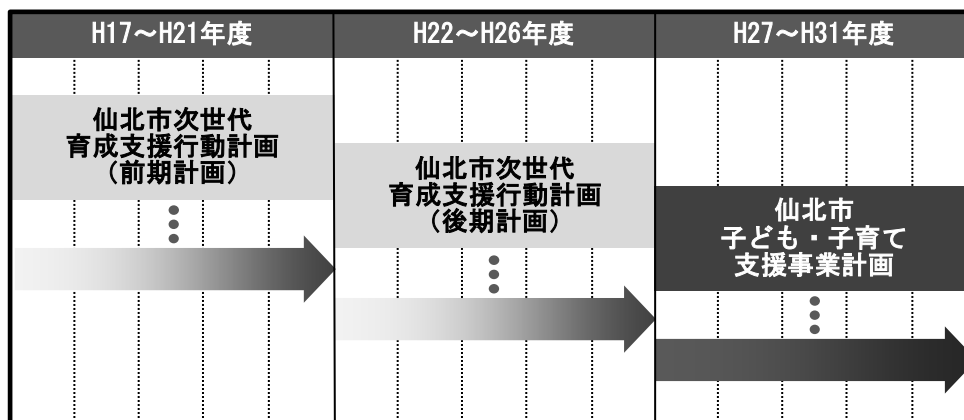 H17～H21年度
H22～H26年度
H27～H31年度
仙北市次世代
育成支援行動計画
（前期計画）
仙北市次世代
育成支援行動計画
（後期計画）
仙北市
子ども・子育て
支援事業計画